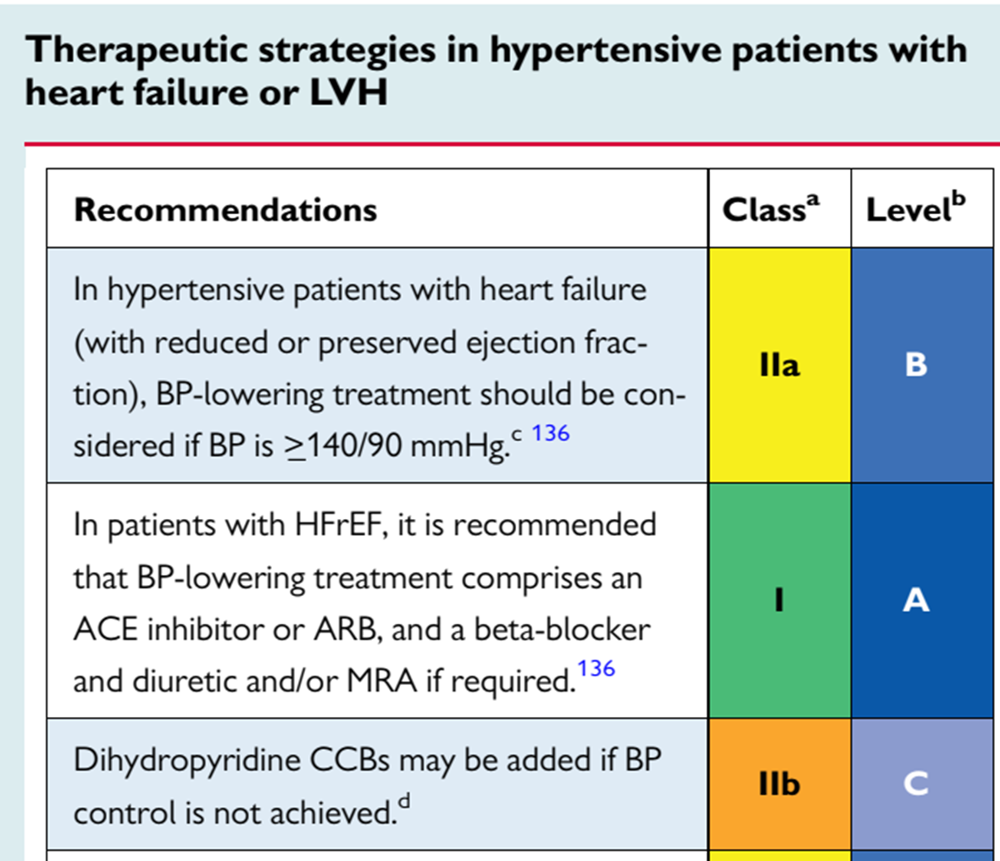 Therapeutic strategies in hypertensive patients with
heart failure or LVH
Recommendations Classᵃ Levelᵇ
In hypertensive patients with heart failure
(with reduced or preserved ejection frac-
tion), BP-lowering treatment should be con-
sidered if BP is ≥140/90 mmHg.ᶜ ¹³⁶
IIa B
In patients with HFrEF, it is recommended
that BP-lowering treatment comprises an
ACE inhibitor or ARB, and a beta-blocker
and diuretic and/or MRA if required.¹³⁶
I A
Dihydropyridine CCBs may be added if BP
control is not achieved.ᵈ
IIb C